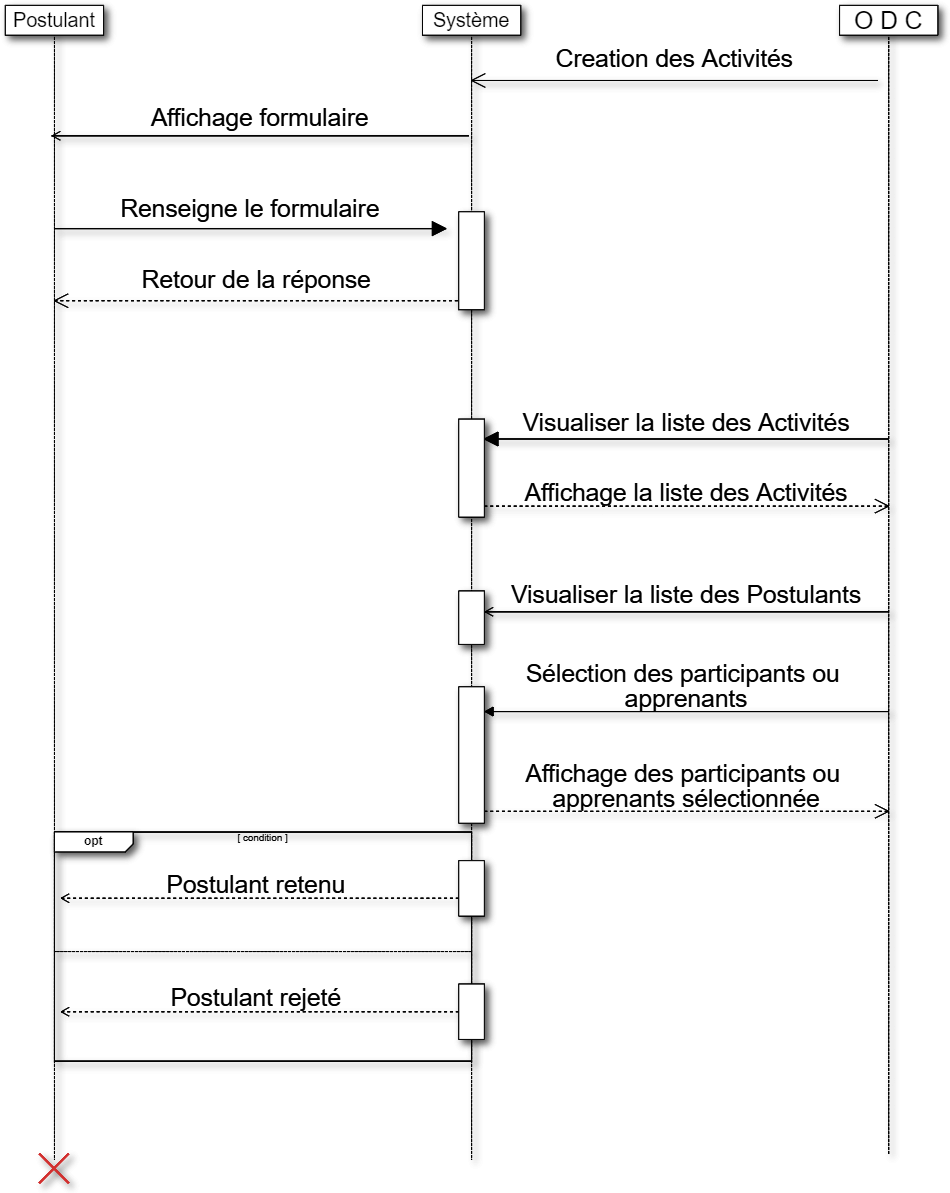 Postulant
Système
O D C
Creation des Activités
Affichage formulaire
Renseigne le formulaire
Retour de la réponse
Visualiser la liste des Activités
Affichage la liste des Activités
Visualiser la liste des Postulants
Sélection des participants ou
apprenants
Affichage des participants ou
apprenants sélectionnée
opt
[ condition ]
Postulant retenu
Postulant rejeté